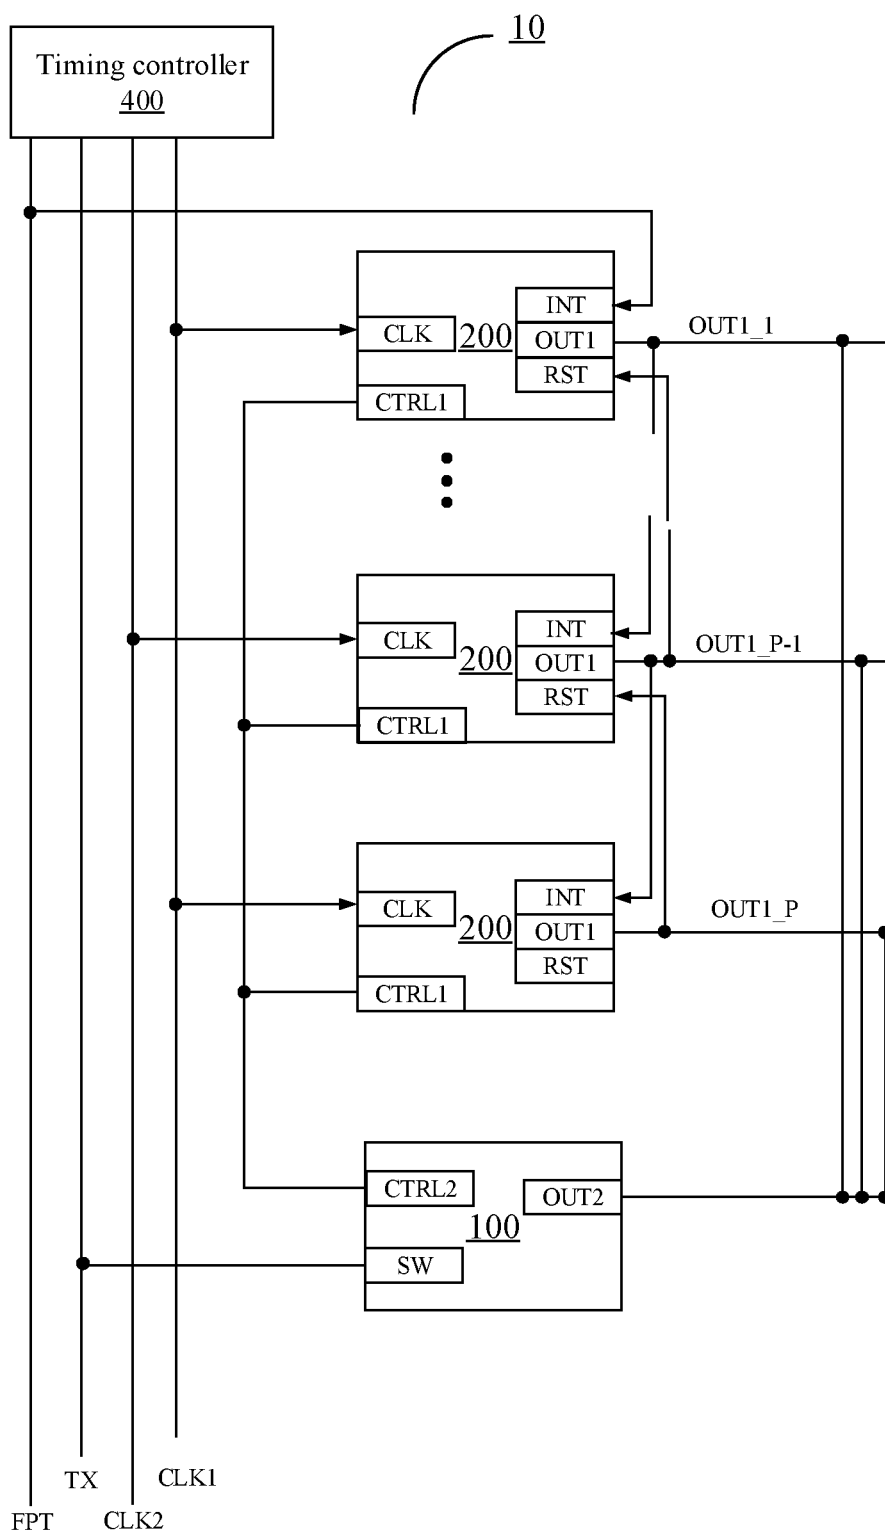 10
Timing controller
400
INT
CLK
200
OUT1
OUT1_1
RST
CTRL1
INT
CLK
200
OUT1
OUT1_P-1
RST
CTRL1
INT
CLK
200
OUT1
OUT1_P
RST
CTRL1
CTRL2
OUT2
100
SW
TX
CLK1
FPT
CLK2